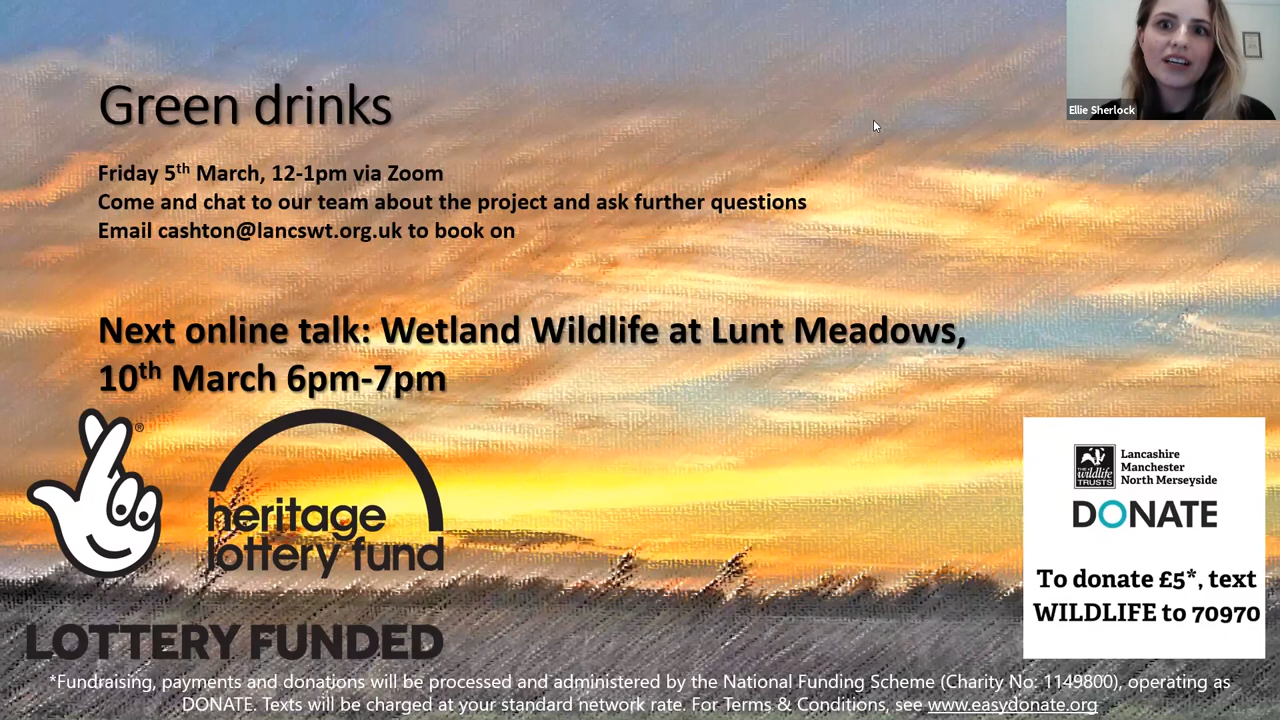 Green drinks
Ellie Sherlock
Friday 5th March, 12-1pm via Zoom
Come and chat to our team about the project and ask further questions
Email cashton@lancswt.org.uk to book on
Next online talk: Wetland Wildlife at Lunt Meadows,
10th March 6pm-7pm
®
heritage
lottery fund
LOTTERY FUNDED
THE
wildlife
TRUSTS
Lancashire
Manchester
North Merseyside
DONATE
To donate £5*, text
WILDLIFE to 70970
*Fundraising, payments and donations will be processed and administered by the National Funding Scheme (Charity No: 1149800), operating as
DONATE. Texts will be charged at your standard network rate. For Terms & Conditions, see www.easydonate.org